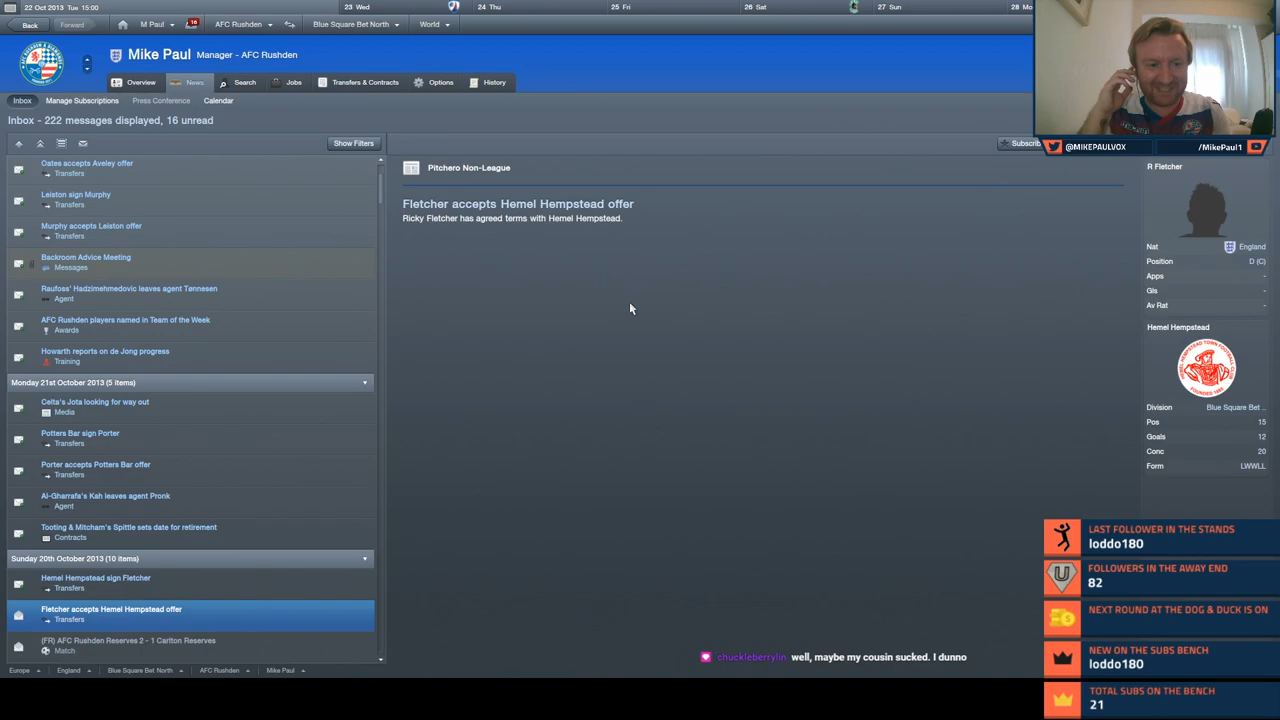 22 Oct 2013 Tue 15:00
23 Wed
24 Thu
25 Fri
26 Sat
27 Sun
28 Mo
Back
Forward
M Paul
16
AFC Rushden
Blue Square Bet North
World
Mike Paul Manager - AFC Rushden
Overview
News
Search
Jobs
Transfers & Contracts
Options
History
Inbox
Manage Subscriptions
Press Conference
Calendar
Inbox - 222 messages displayed, 16 unread
Show Filters
Subscrib
@MIKEPAULVOX
/MikePaul1
Oates accepts Aveley offer
Transfers
Leiston sign Murphy
Transfers
Murphy accepts Leiston offer
Transfers
Backroom Advice Meeting
Messages
Raufoss' Hadzimehmedovic leaves agent Tønnesen
Agent
AFC Rushden players named in Team of the Week
Awards
Howarth reports on de Jong progress
Training
Monday 21st October 2013 (5 items)
Celta's Jota looking for way out
Media
Potters Bar sign Porter
Transfers
Porter accepts Potters Bar offer
Transfers
Al-Gharrafa's Kah leaves agent Pronk
Agent
Tooting & Mitcham's Spittle sets date for retirement
Contracts
Sunday 20th October 2013 (10 items)
Hemel Hempstead sign Fletcher
Transfers
Fletcher accepts Hemel Hempstead offer
Transfers
(FR) AFC Rushden Reserves 2 - 1 Carlton Reserves
Match
Pitchero Non-League
Fletcher accepts Hemel Hempstead offer
Ricky Fletcher has agreed terms with Hemel Hempstead.
R Fletcher
Nat England
Position D (C)
Apps -
Gls -
Av Rat -
Hemel Hempstead
Division Blue Square Bet ..
Pos 15
Goals 12
Conc 20
Form LWWLL
LAST FOLLOWER IN THE STANDS
loddo180
FOLLOWERS IN THE AWAY END
82
NEXT ROUND AT THE DOG & DUCK IS ON
NEW ON THE SUBS BENCH
loddo180
TOTAL SUBS ON THE BENCH
21
chuckleberrylin well, maybe my cousin sucked. I dunno
Europe
England
Blue Square Bet North
AFC Rushden
Mike Paul